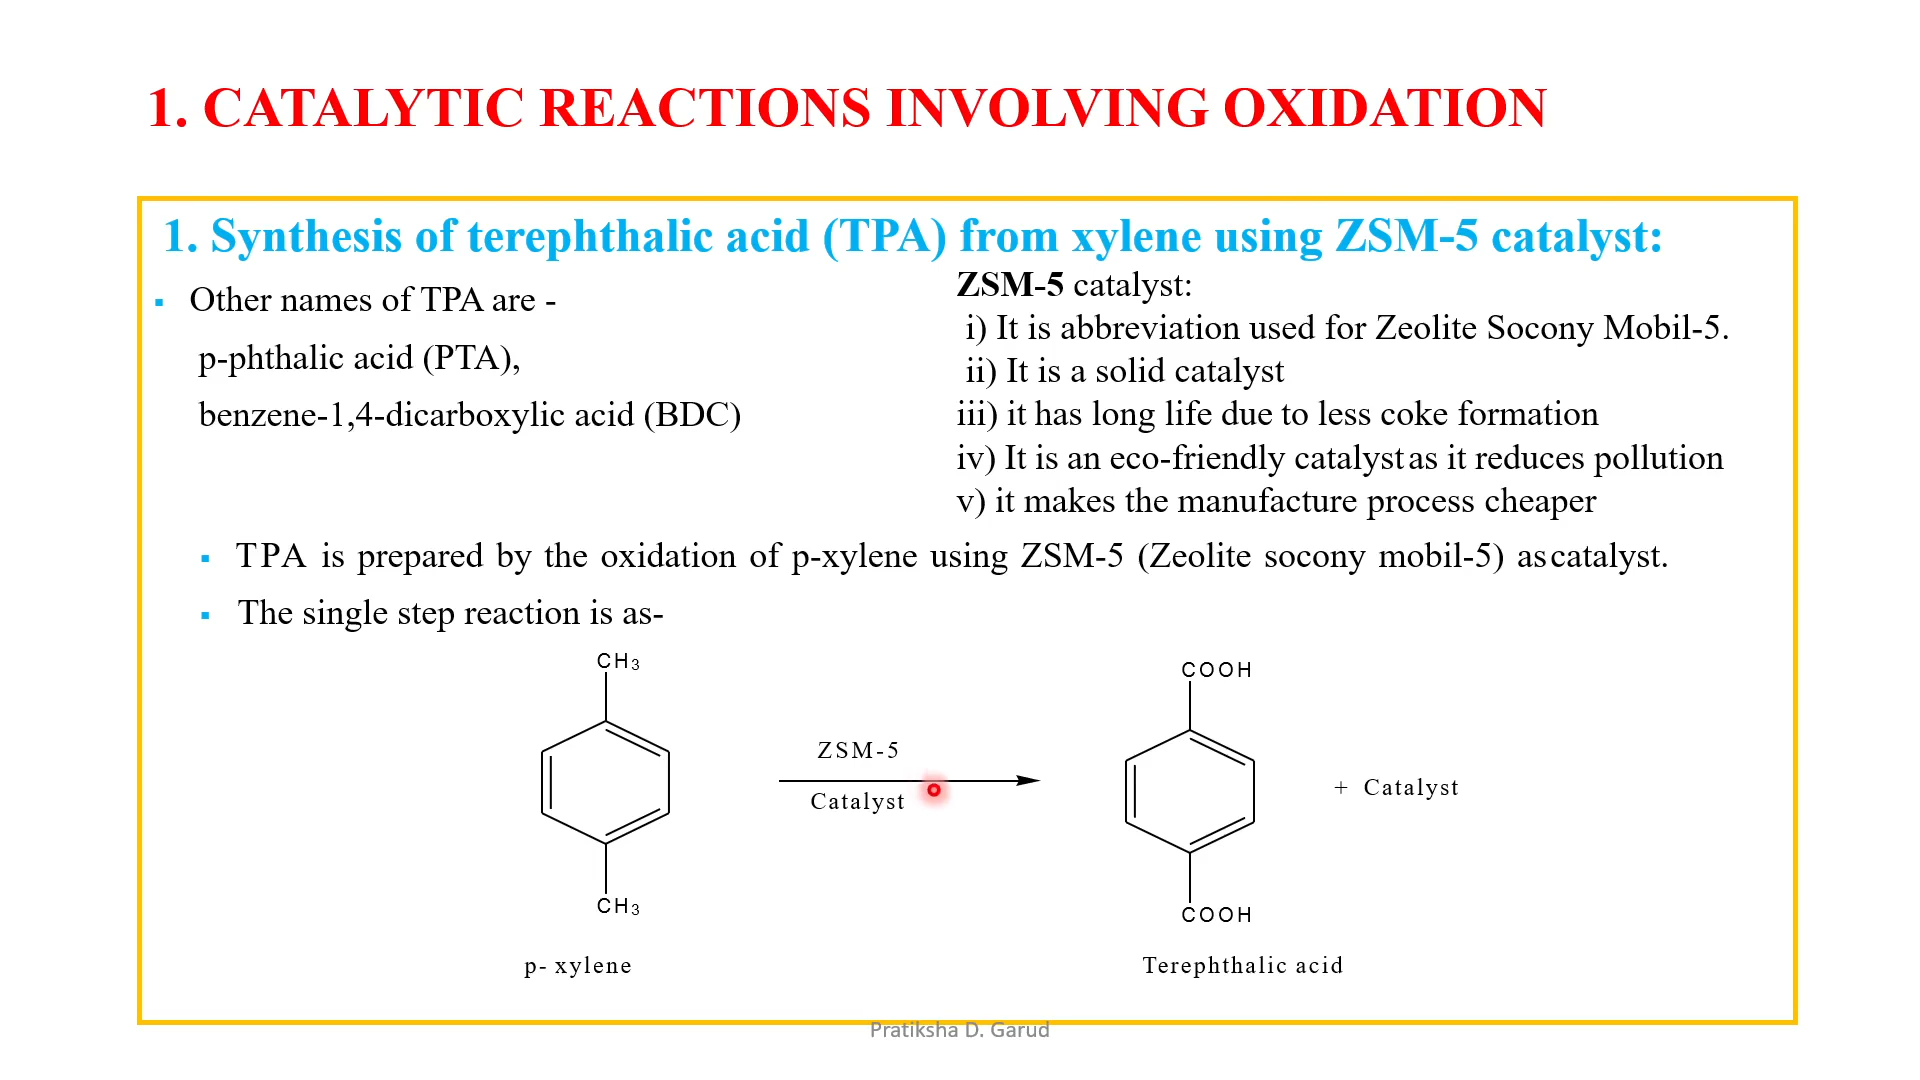 1. CATALYTIC REACTIONS INVOLVING OXIDATION
1. Synthesis of terephthalic acid (TPA) from xylene using ZSM-5 catalyst:
▪ Other names of TPA are -
p-phthalic acid (PTA),
benzene-1,4-dicarboxylic acid (BDC)
ZSM-5 catalyst:
i) It is abbreviation used for Zeolite Socony Mobil-5.
ii) It is a solid catalyst
iii) it has long life due to less coke formation
iv) It is an eco-friendly catalyst as it reduces pollution
v) it makes the manufacture process cheaper
▪ TPA is prepared by the oxidation of p-xylene using ZSM-5 (Zeolite socony mobil-5) as catalyst.
▪ The single step reaction is as-
CH3
COOH
ZSM-5
Catalyst
+ Catalyst
CH3
COOH
p- xylene
Terephthalic acid
Pratiksha D. Garud